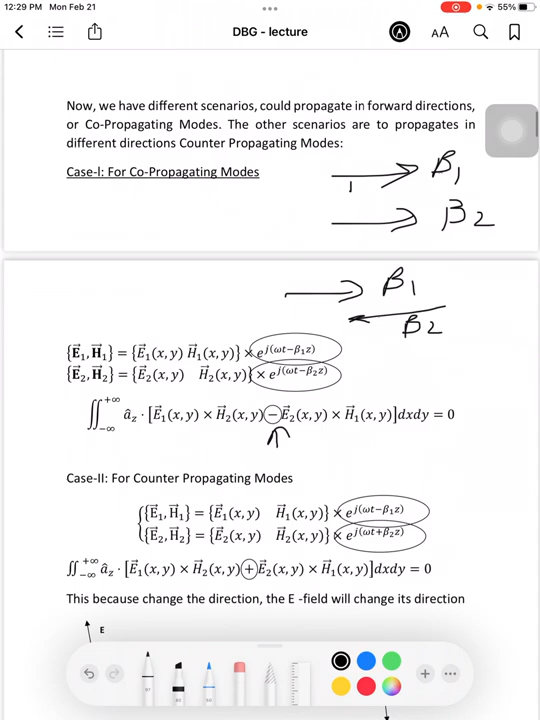 12:29 PM Mon Feb 21
55%
DBG - lecture
AA
Now, we have different scenarios, could propagate in forward directions,
or Co-Propagating Modes. The other scenarios are to propagates in
different directions Counter Propagating Modes:
Case-I: For Co-Propagating Modes
β1
1
β2
β1
β2
{E⃗₁, H⃗₁} = {E⃗₁(x, y) H⃗₁(x, y)} × e^{j(ωt−β₁z)}
{E⃗₂, H⃗₂} = {E⃗₂(x, y) H⃗₂(x, y)} × e^{j(ωt−β₂z)}
∬₋∞^{+∞} â_z · [E⃗₁(x, y) × H⃗₂(x, y) − E⃗₂(x, y) × H⃗₁(x, y)]dxdy = 0
Case-II: For Counter Propagating Modes
{{E⃗₁, H⃗₁} = {E⃗₁(x, y) H⃗₁(x, y)} × e^{j(ωt−β₁z)}
{E⃗₂, H⃗₂} = {E⃗₂(x, y) H⃗₂(x, y)} × e^{j(ωt+β₂z)}
∬₋∞^{+∞} â_z · [E⃗₁(x, y) × H⃗₂(x, y) + E⃗₂(x, y) × H⃗₁(x, y)]dxdy = 0
This because change the direction, the E -field will change its direction
E